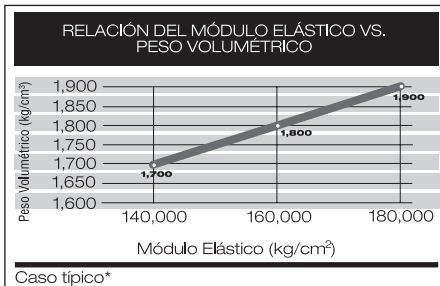 RELACIÓN DEL MÓDULO ELÁSTICO VS.
PESO VOLUMÉTRICO
Peso Volumétrico (kg/cm³)
1,900
1,850
1,800
1,750
1,700
1,650
1,600
1,700
1,800
1,900
140,000
160,000
180,000
Módulo Elástico (kg/cm²)
Caso típico*